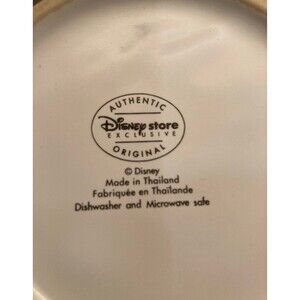 AUTHENTIC
Disney store
EXCLUSIVE
ORIGINAL
© Disney
Made in Thailand
Fabriquée en Thaïlande
Dishwasher and Microwave safe